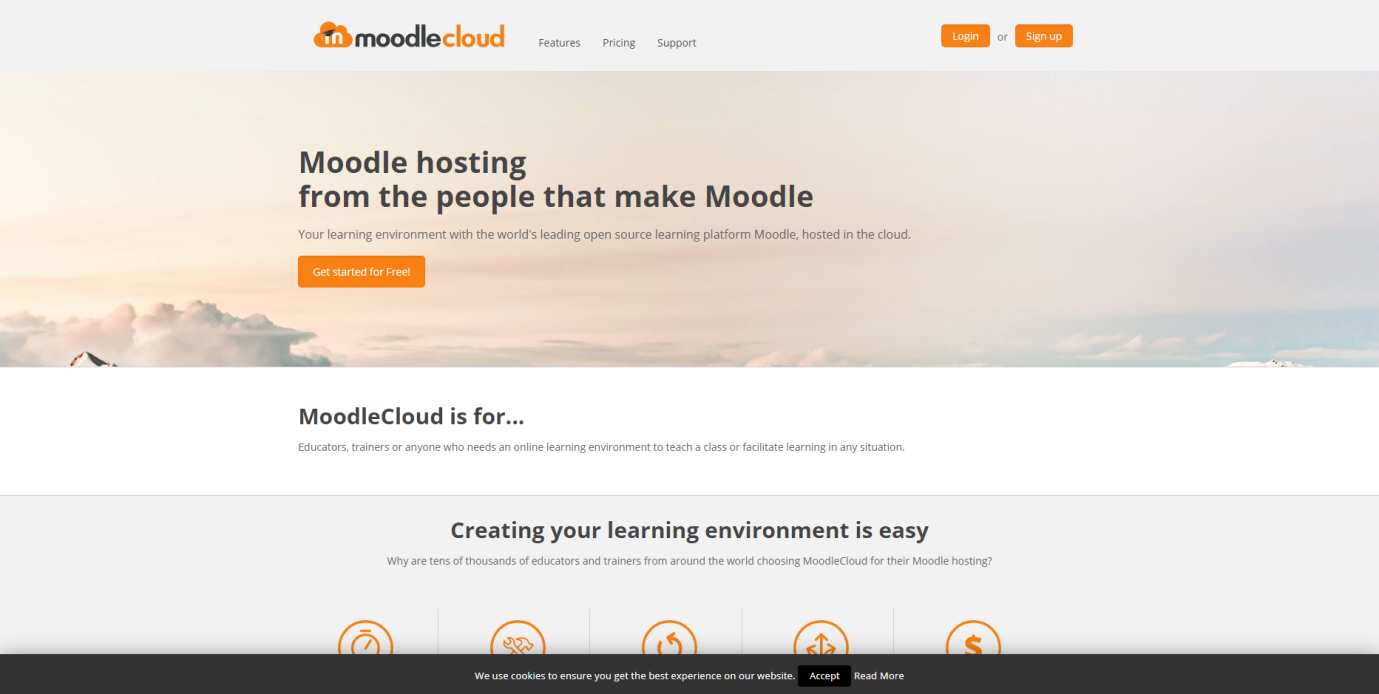 moodlecloud
Features Pricing Support
Login or Sign up
Moodle hosting
from the people that make Moodle
Your learning environment with the world's leading open source learning platform Moodle, hosted in the cloud.
Get started for Free!
MoodleCloud is for...
Educators, trainers or anyone who needs an online learning environment to teach a class or facilitate learning in any situation.
Creating your learning environment is easy
Why are tens of thousands of educators and trainers from around the world choosing MoodleCloud for their Moodle hosting?
$
We use cookies to ensure you get the best experience on our website. Accept Read More